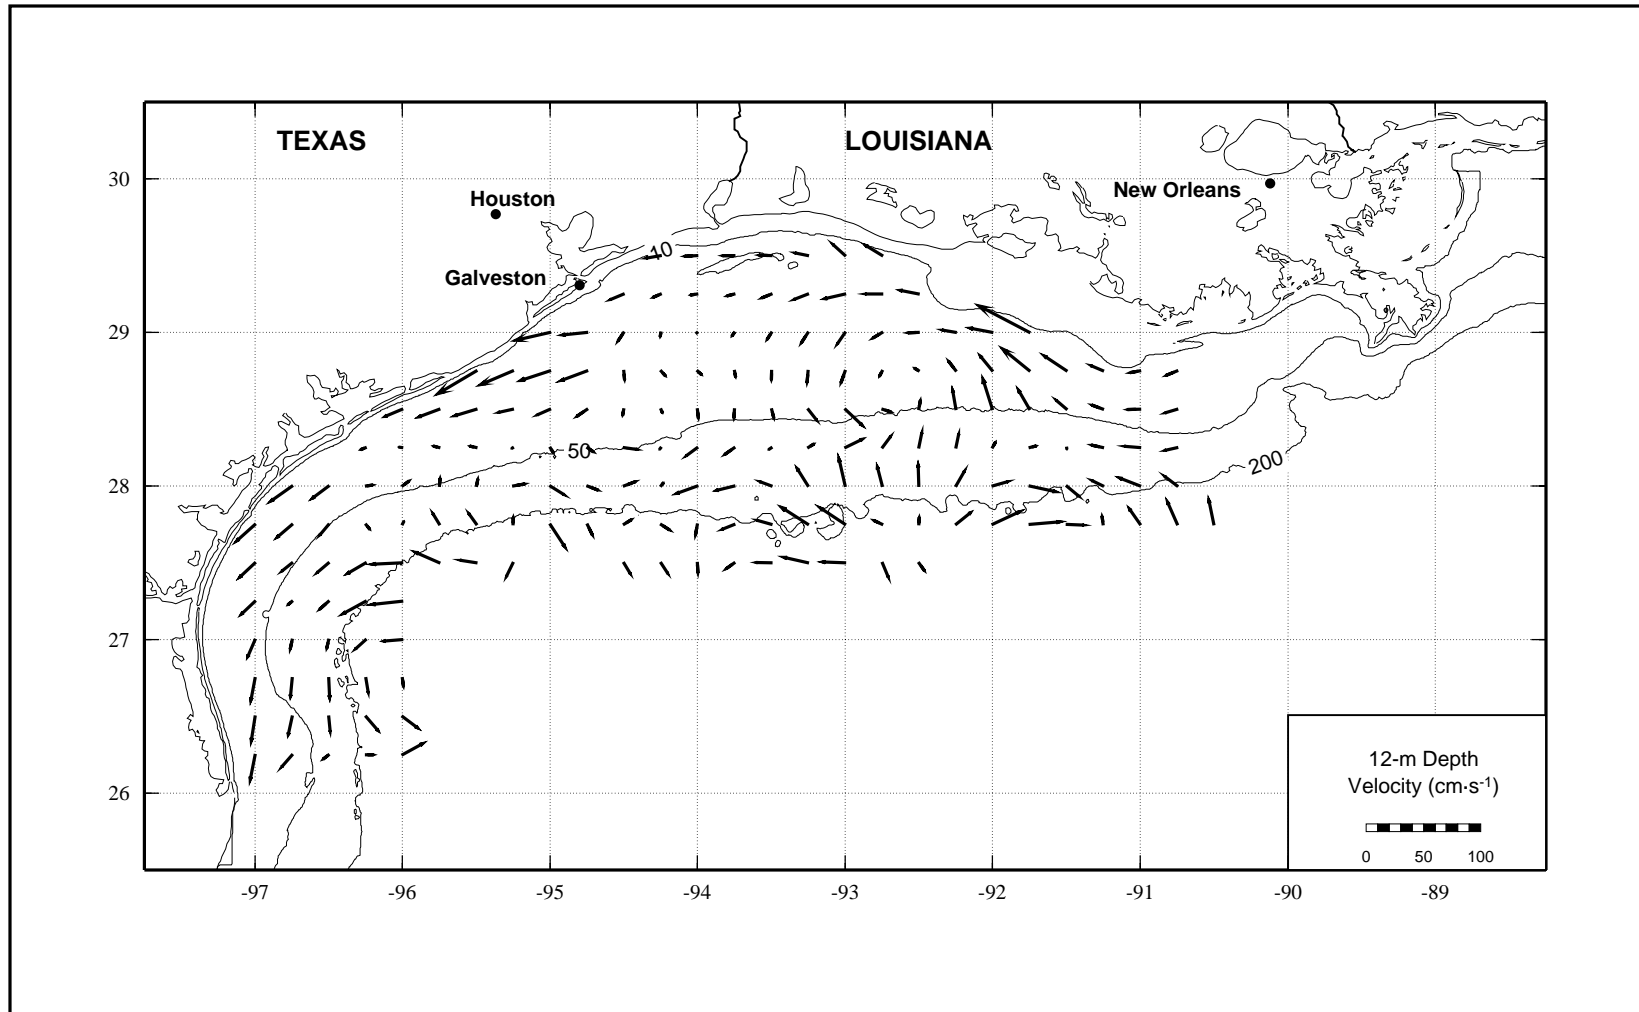 TEXAS
LOUISIANA
30
New Orleans
Houston
10
Galveston
29
50
200
28
27
12-m Depth
Velocity (cm·s-1)
26
0 50 100
-97 -96 -95 -94 -93 -92 -91 -90 -89